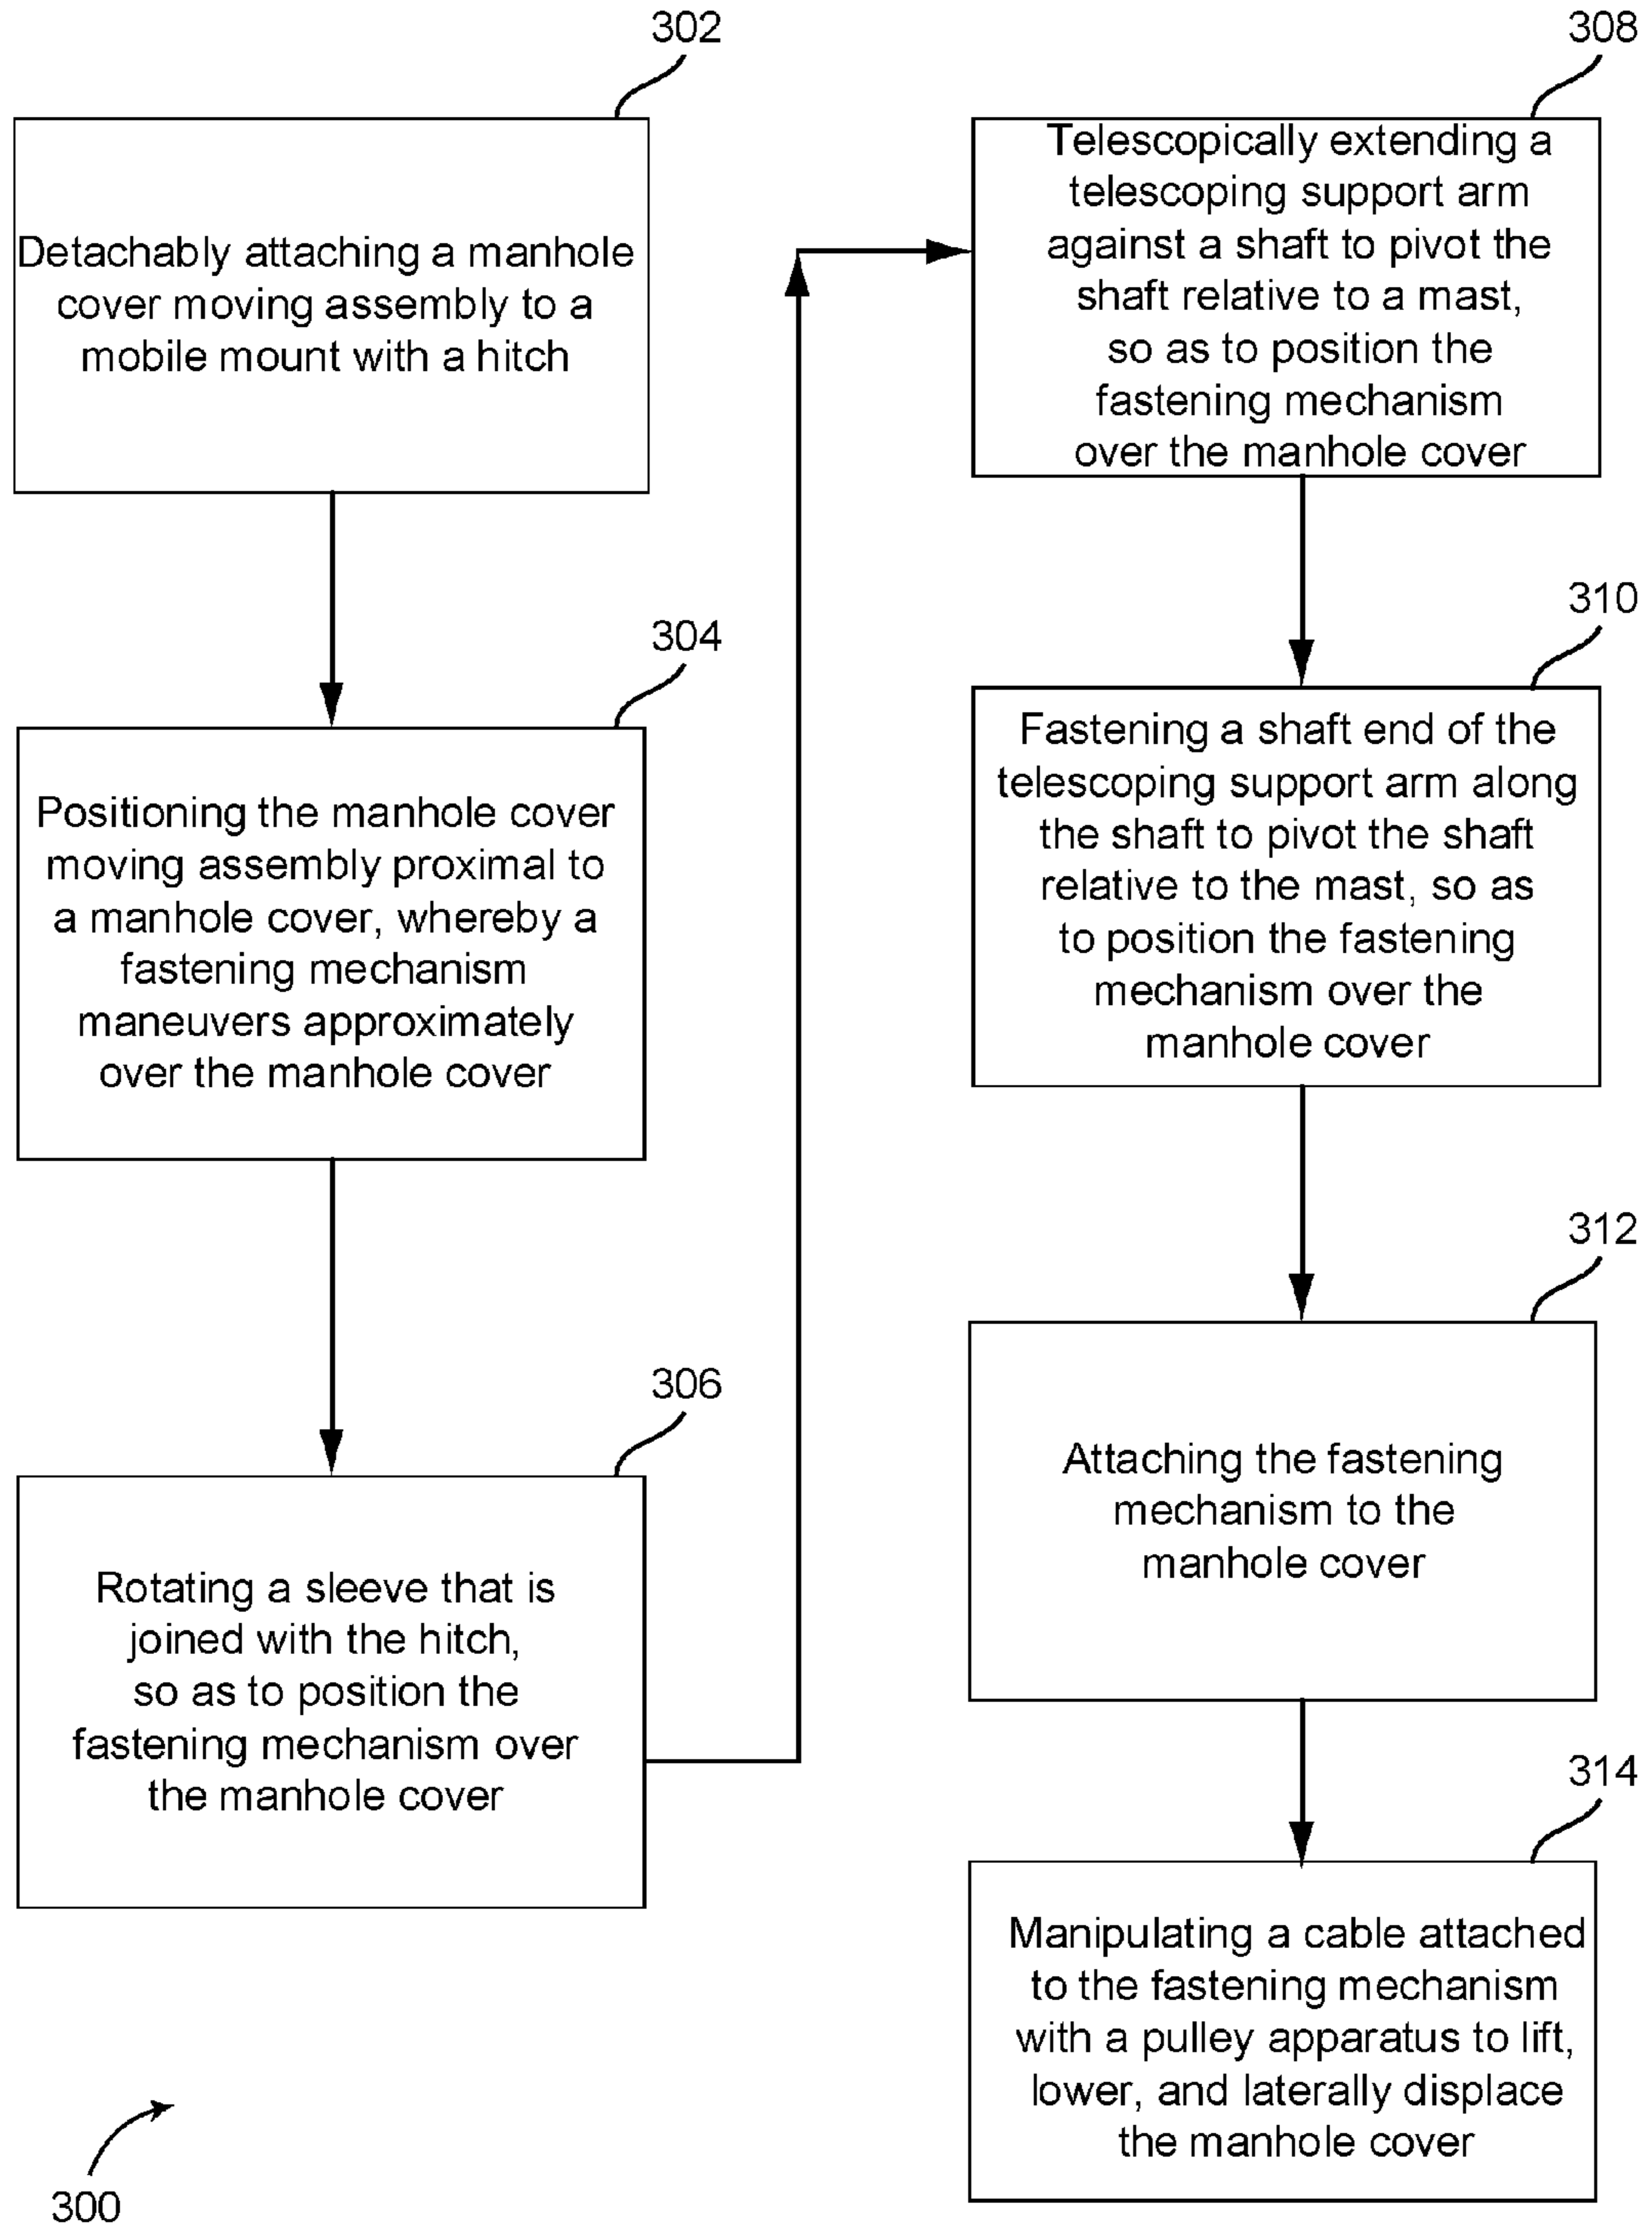 302
Detachably attaching a manhole
cover moving assembly to a
mobile mount with a hitch
304
Positioning the manhole cover
moving assembly proximal to
a manhole cover, whereby a
fastening mechanism
maneuvers approximately
over the manhole cover
306
Rotating a sleeve that is
joined with the hitch,
so as to position the
fastening mechanism over
the manhole cover
308
Telescopically extending a
telescoping support arm
against a shaft to pivot the
shaft relative to a mast,
so as to position the
fastening mechanism
over the manhole cover
310
Fastening a shaft end of the
telescoping support arm along
the shaft to pivot the shaft
relative to the mast, so as
to position the fastening
mechanism over the
manhole cover
312
Attaching the fastening
mechanism to the
manhole cover
314
Manipulating a cable attached
to the fastening mechanism
with a pulley apparatus to lift,
lower, and laterally displace
the manhole cover
300